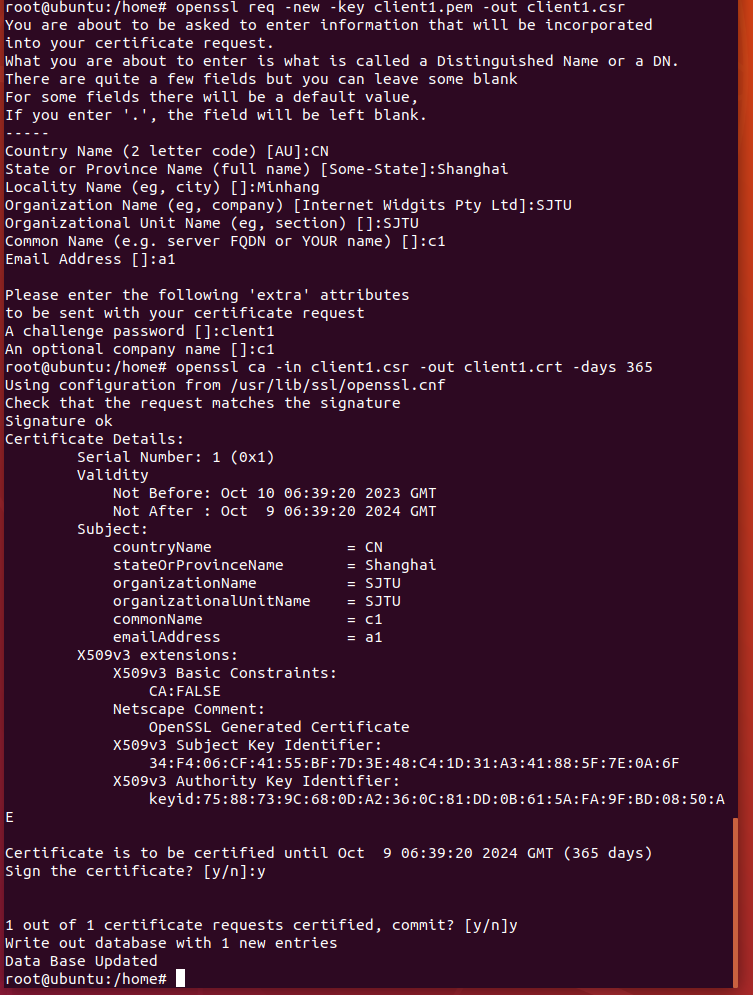 root@ubuntu:/home# openssl req -new -key client1.pem -out client1.csr
You are about to be asked to enter information that will be incorporated
into your certificate request.
What you are about to enter is what is called a Distinguished Name or a DN.
There are quite a few fields but you can leave some blank
For some fields there will be a default value,
If you enter '.', the field will be left blank.
-----
Country Name (2 letter code) [AU]:CN
State or Province Name (full name) [Some-State]:Shanghai
Locality Name (eg, city) []:Minhang
Organization Name (eg, company) [Internet Widgits Pty Ltd]:SJTU
Organizational Unit Name (eg, section) []:SJTU
Common Name (e.g. server FQDN or YOUR name) []:c1
Email Address []:a1

Please enter the following 'extra' attributes
to be sent with your certificate request
A challenge password []:clent1
An optional company name []:c1
root@ubuntu:/home# openssl ca -in client1.csr -out client1.crt -days 365
Using configuration from /usr/lib/ssl/openssl.cnf
Check that the request matches the signature
Signature ok
Certificate Details:
        Serial Number: 1 (0x1)
        Validity
            Not Before: Oct 10 06:39:20 2023 GMT
            Not After : Oct  9 06:39:20 2024 GMT
        Subject:
            countryName               = CN
            stateOrProvinceName       = Shanghai
            organizationName          = SJTU
            organizationalUnitName    = SJTU
            commonName                = c1
            emailAddress              = a1
        X509v3 extensions:
            X509v3 Basic Constraints:
                CA:FALSE
            Netscape Comment:
                OpenSSL Generated Certificate
            X509v3 Subject Key Identifier:
                34:F4:06:CF:41:55:BF:7D:3E:48:C4:1D:31:A3:41:88:5F:7E:0A:6F
            X509v3 Authority Key Identifier:
                keyid:75:88:73:9C:68:0D:A2:36:0C:81:DD:0B:61:5A:FA:9F:BD:08:50:A
E

Certificate is to be certified until Oct  9 06:39:20 2024 GMT (365 days)
Sign the certificate? [y/n]:y


1 out of 1 certificate requests certified, commit? [y/n]y
Write out database with 1 new entries
Data Base Updated
root@ubuntu:/home#